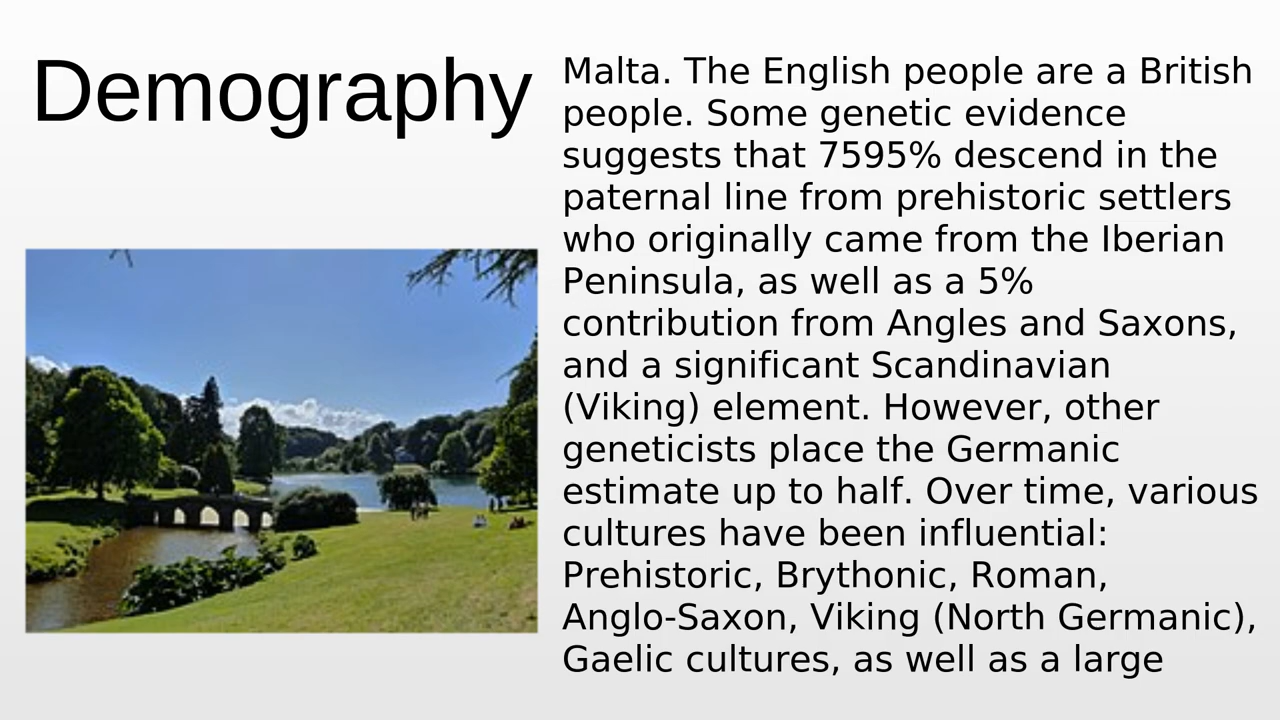 Demography
Malta. The English people are a British
people. Some genetic evidence
suggests that 7595% descend in the
paternal line from prehistoric settlers
who originally came from the Iberian
Peninsula, as well as a 5%
contribution from Angles and Saxons,
and a significant Scandinavian
(Viking) element. However, other
geneticists place the Germanic
estimate up to half. Over time, various
cultures have been influential:
Prehistoric, Brythonic, Roman,
Anglo-Saxon, Viking (North Germanic),
Gaelic cultures, as well as a large